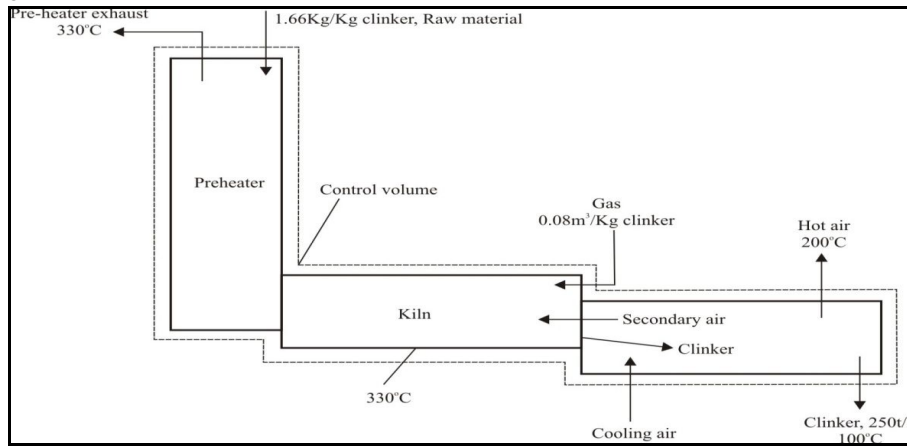 Pre-heater exhaust
330°C
1.66Kg/Kg clinker, Raw material
Preheater
Control volume
Gas
0.08m³/Kg clinker
Hot air
200°C
Kiln
Secondary air
Clinker
330°C
Cooling air
Clinker, 250t/
100°C